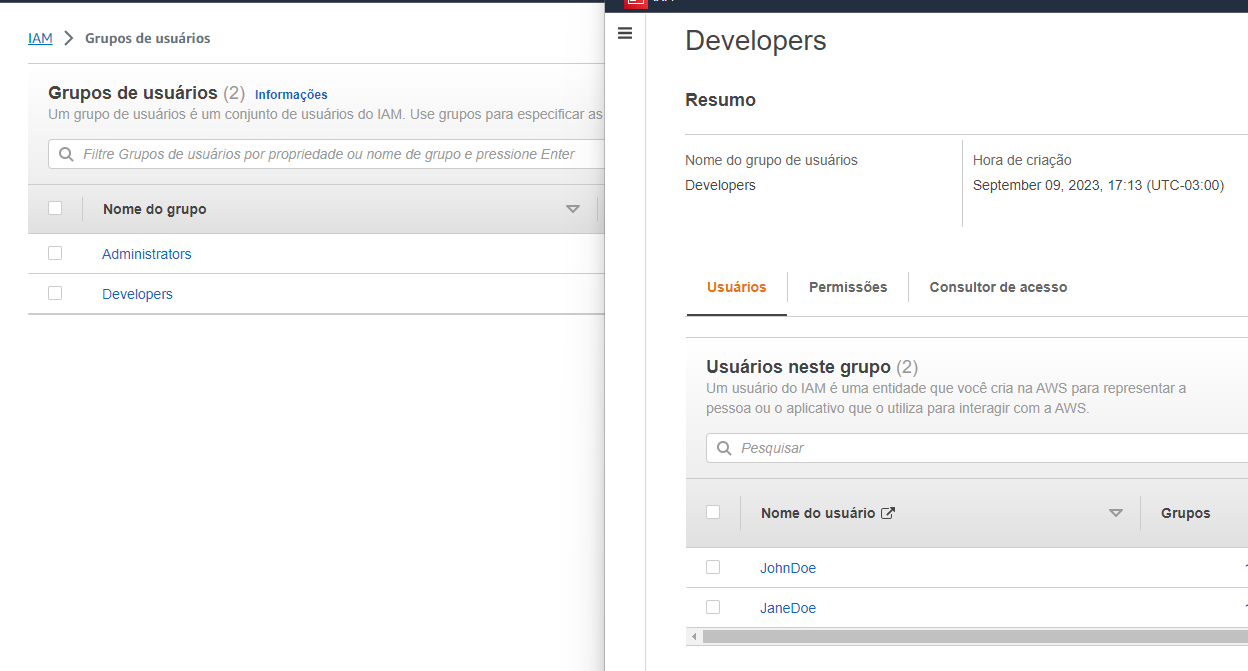 IAM
Grupos de usuários
Grupos de usuários (2) Informações
Um grupo de usuários é um conjunto de usuários do IAM. Use grupos para especificar as
Filtre Grupos de usuários por propriedade ou nome de grupo e pressione Enter
Nome do grupo
Administrators
Developers
Developers
Resumo
Nome do grupo de usuários
Developers
Hora de criação
September 09, 2023, 17:13 (UTC-03:00)
Usuários
Permissões
Consultor de acesso
Usuários neste grupo (2)
Um usuário do IAM é uma entidade que você cria na AWS para representar a
pessoa ou o aplicativo que o utiliza para interagir com a AWS.
Pesquisar
Nome do usuário
Grupos
JohnDoe
JaneDoe